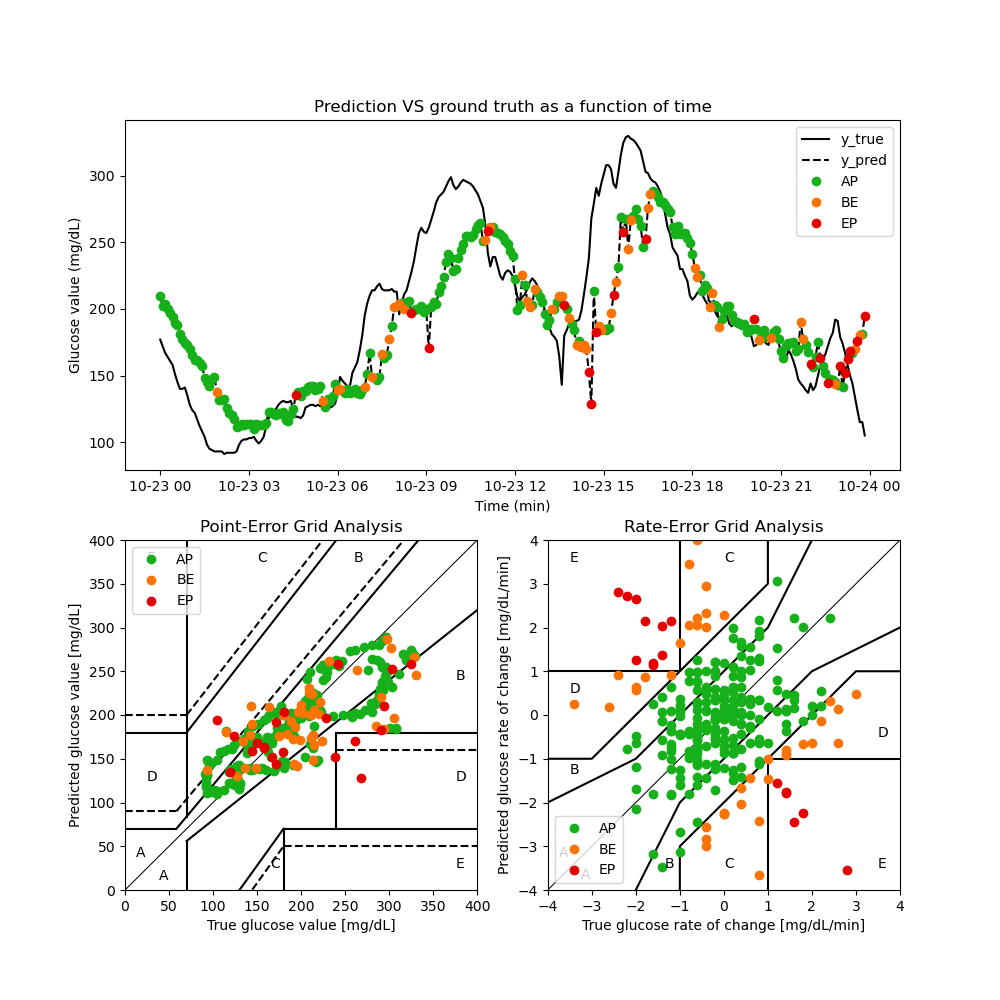 Prediction VS ground truth as a function of time
Glucose value (mg/dL)
300
250
200
150
100
y_true
y_pred
AP
BE
EP
10-23 00 10-23 03 10-23 06 10-23 09 10-23 12 10-23 15 10-23 18 10-23 21 10-24 00
Time (min)
Point-Error Grid Analysis
Predicted glucose value [mg/dL]
400
350
300
250
200
150
100
50
0
AP
BE
EP
C
B
B
D
D
A
A
C
E
0 50 100 150 200 250 300 350 400
True glucose value [mg/dL]
Rate-Error Grid Analysis
Predicted glucose rate of change [mg/dL/min]
4
3
2
1
0
−1
−2
−3
−4
E
C
D
D
B
A
A
B
C
E
AP
BE
EP
−4 −3 −2 −1 0 1 2 3 4
True glucose rate of change [mg/dL/min]